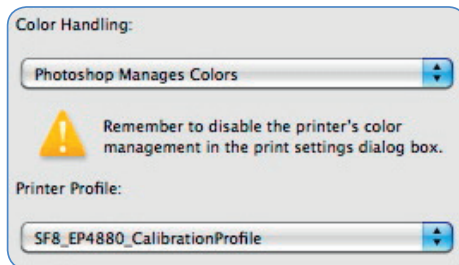 Color Handling:
Photoshop Manages Colors
Remember to disable the printer's color
management in the print settings dialog box.
Printer Profile:
SF8_EP4880_CalibrationProfile